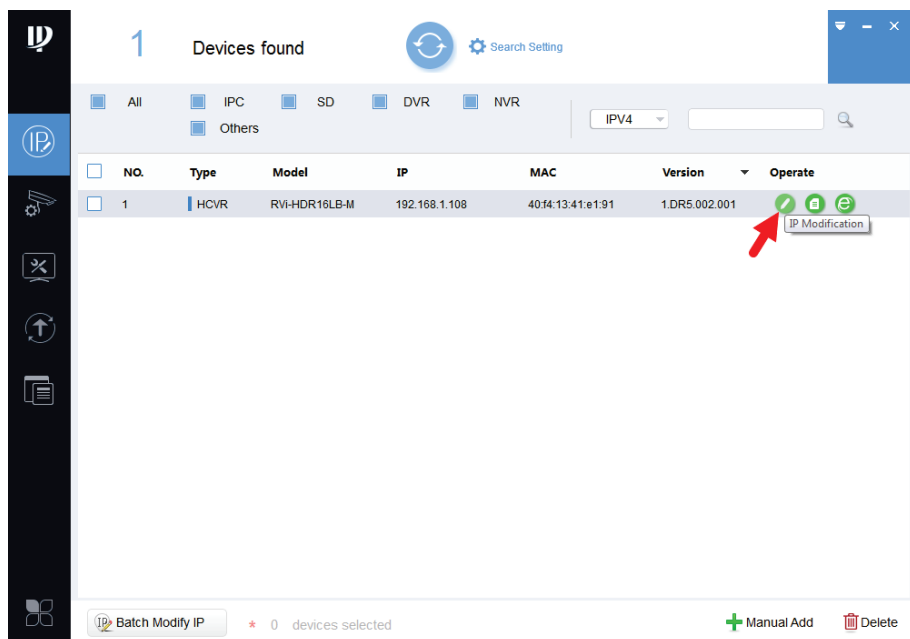 1 Devices found Search Setting
All IPC SD DVR NVR
Others
IPV4
NO. Type Model IP MAC Version Operate
1 HCVR RVi-HDR16LB-M 192.168.1.108 40:f4:13:41:e1:91 1.DR5.002.001
IP Modification
Batch Modify IP * 0 devices selected Manual Add Delete